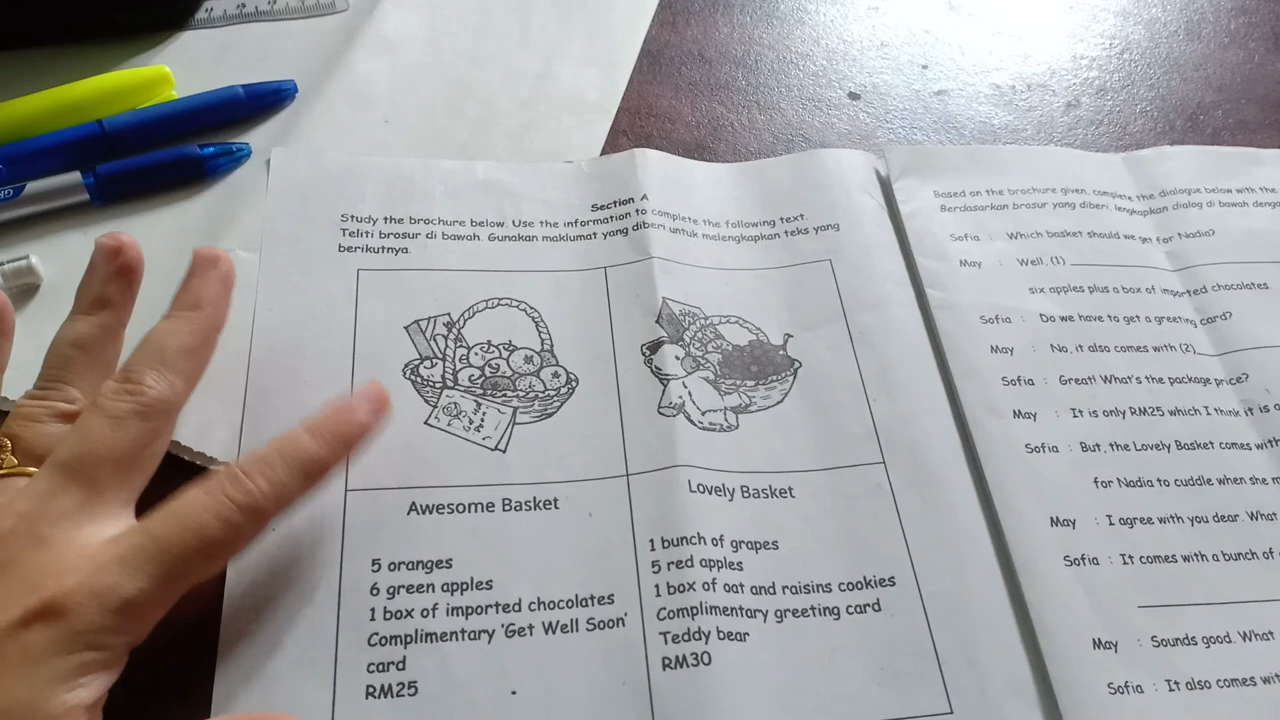 Section A
Study the brochure below. Use the information to complete the following text.
Teliti brosur di bawah. Gunakan maklumat yang diberi untuk melengkapkan teks yang
berikutnya.
Awesome Basket
5 oranges
6 green apples
1 box of imported chocolates
Complimentary 'Get Well Soon'
card
RM25
Lovely Basket
1 bunch of grapes
5 red apples
1 box of oat and raisins cookies
Complimentary greeting card
Teddy bear
RM30
Based on the brochure given, complete the dialogue below with the
Berdasarkan brosur yang diberi, lengkapkan dialog di bawah
Sofia : Which basket should we get for Nadia?
May : Well, (1)
six apples plus a box of imported chocolates.
Sofia : Do we have to get a greeting card?
May : No, it also comes with (2)
Sofia : Great! What's the package price?
May : It is only RM25 which I think it is a
Sofia : But, the Lovely Basket comes with
for Nadia to cuddle when she
May : I agree with you dear. What
Sofia : It comes with a bunch of
May : Sounds good. What
Sofia : It also comes